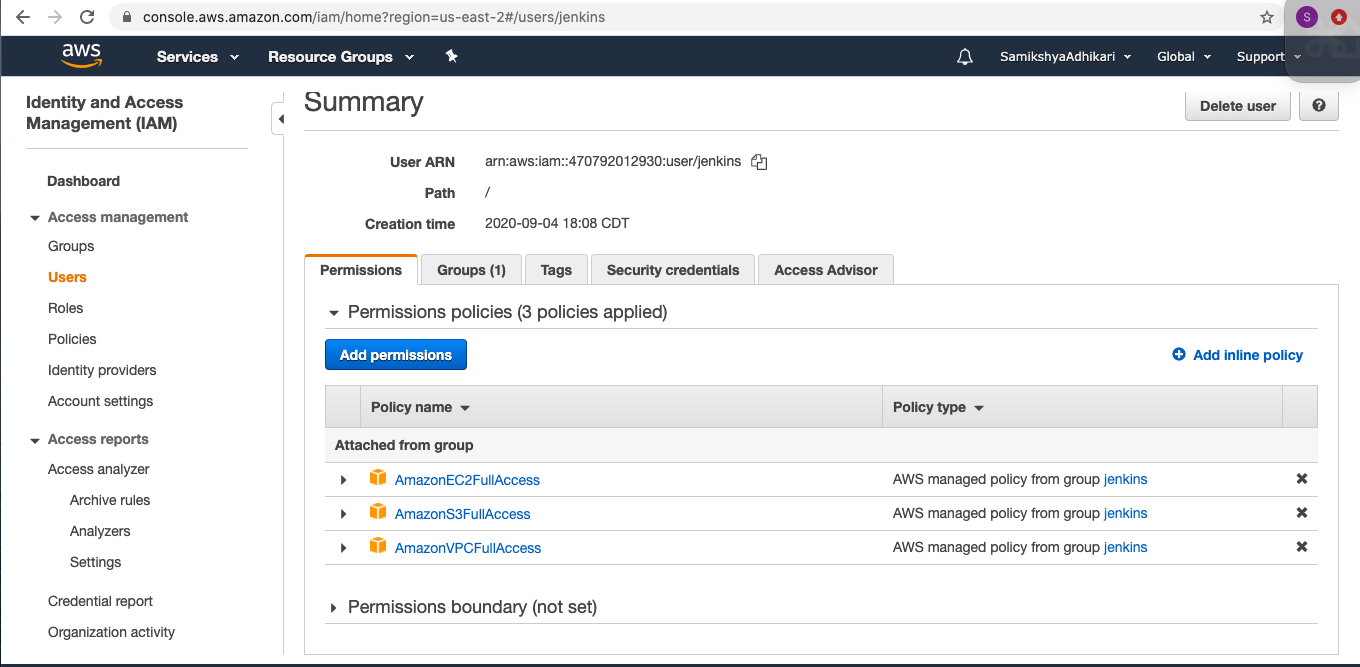 console.aws.amazon.com/iam/home?region=us-east-2#/users/jenkins
S
aws Services Resource Groups SamikshyaAdhikari Global Support
Identity and Access
Management (IAM)
Dashboard
Access management
Groups
Users
Roles
Policies
Identity providers
Account settings
Access reports
Access analyzer
Archive rules
Analyzers
Settings
Credential report
Organization activity
Summary
Delete user ?
User ARN arn:aws:iam::470792012930:user/jenkins
Path /
Creation time 2020-09-04 18:08 CDT
Permissions Groups (1) Tags Security credentials Access Advisor
Permissions policies (3 policies applied)
Add permissions Add inline policy
Policy name Policy type
Attached from group
AmazonEC2FullAccess AWS managed policy from group jenkins
AmazonS3FullAccess AWS managed policy from group jenkins
AmazonVPCFullAccess AWS managed policy from group jenkins
Permissions boundary (not set)